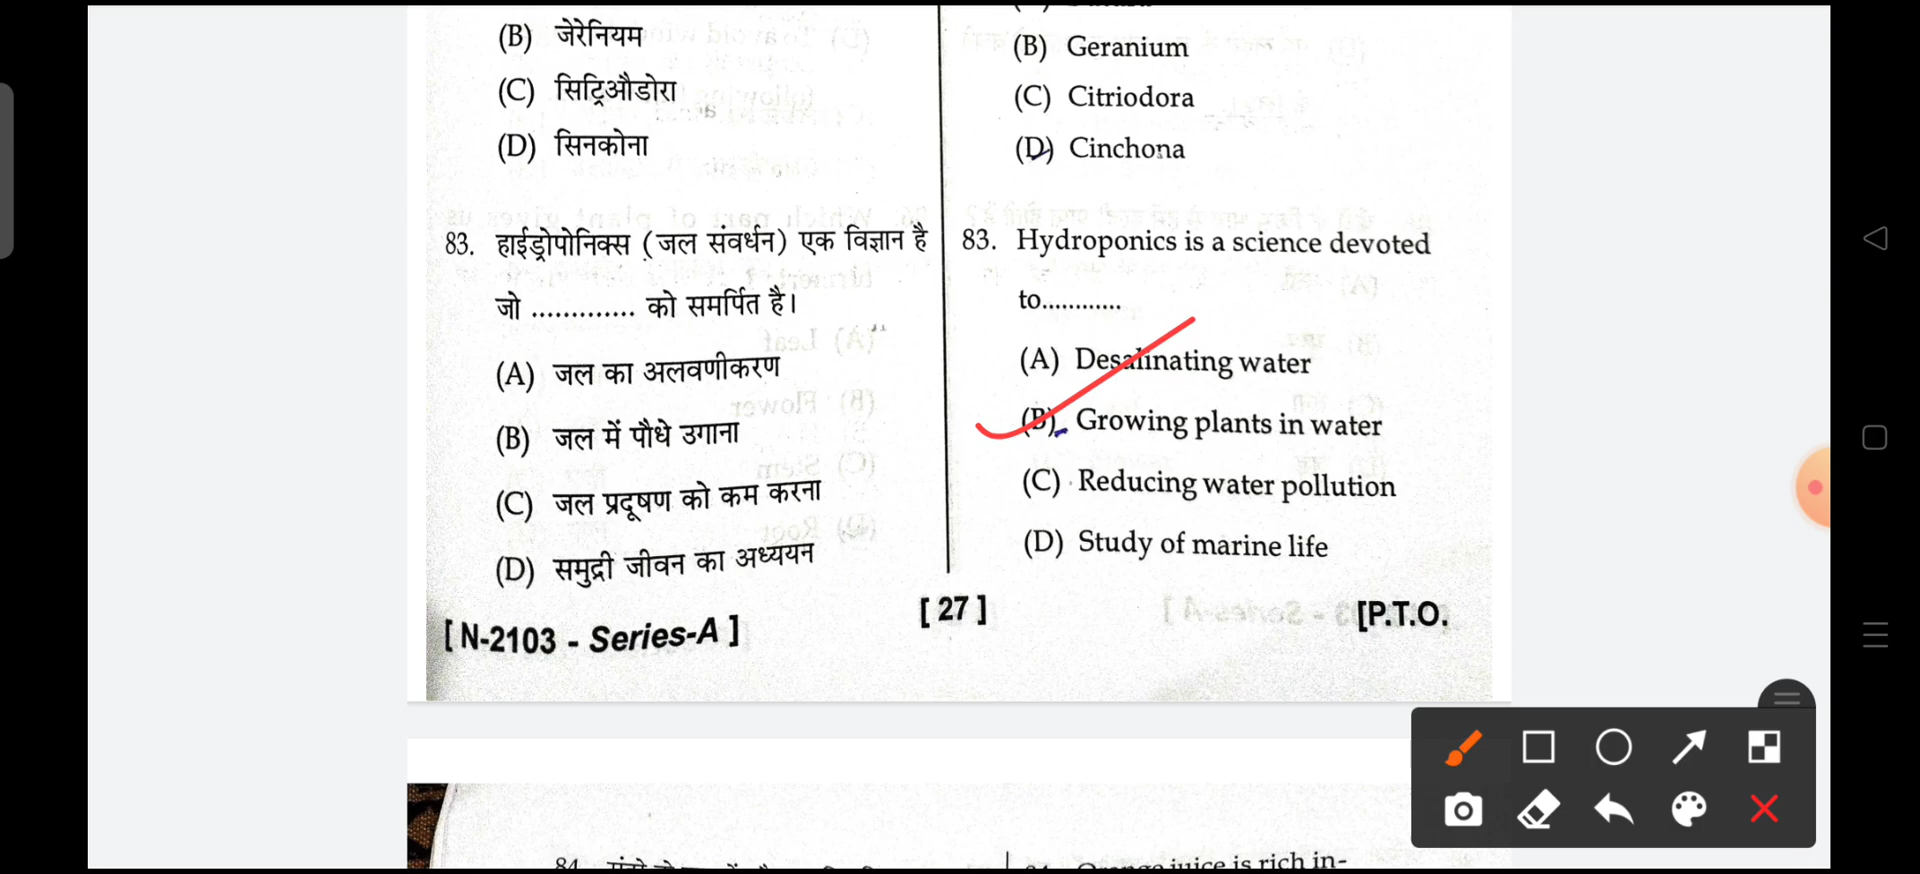 (B) जेरेनियम
(C) सिट्रिऔडोरा
(D) सिनकोना
83. हाईड्रोपोनिक्स (जल संवर्धन) एक विज्ञान है
जो ............. को समर्पित है।
(A) जल का अलवणीकरण
(B) जल में पौधे उगाना
(C) जल प्रदूषण को कम करना
(D) समुद्री जीवन का अध्ययन
(B) Geranium
(C) Citriodora
(D) Cinchona
83. Hydroponics is a science devoted
to............
(A) Desalinating water
(B) Growing plants in water
(C) Reducing water pollution
(D) Study of marine life
[ N-2103 - Series-A ]
[ 27 ]
[P.T.O.
juice is rich in-